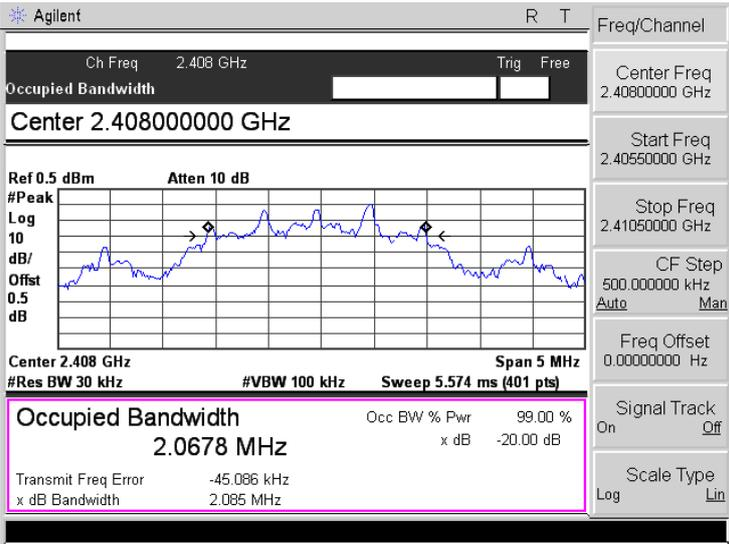 Agilent
R T
Freq/Channel
Ch Freq 2.408 GHz
Trig Free
Occupied Bandwidth
Center 2.408000000 GHz
Ref 0.5 dBm
Atten 10 dB
#Peak
Log
10
dB/
Offst
0.5
dB
Center 2.408 GHz
Span 5 MHz
#Res BW 30 kHz
#VBW 100 kHz
Sweep 5.574 ms (401 pts)
Occupied Bandwidth
2.0678 MHz
Occ BW % Pwr 99.00 %
x dB -20.00 dB
Transmit Freq Error -45.086 kHz
x dB Bandwidth 2.085 MHz
Center Freq
2.40800000 GHz
Start Freq
2.40550000 GHz
Stop Freq
2.41050000 GHz
CF Step
500.000000 kHz
Auto Man
Freq Offset
0.00000000 Hz
Signal Track
On Off
Scale Type
Log Lin